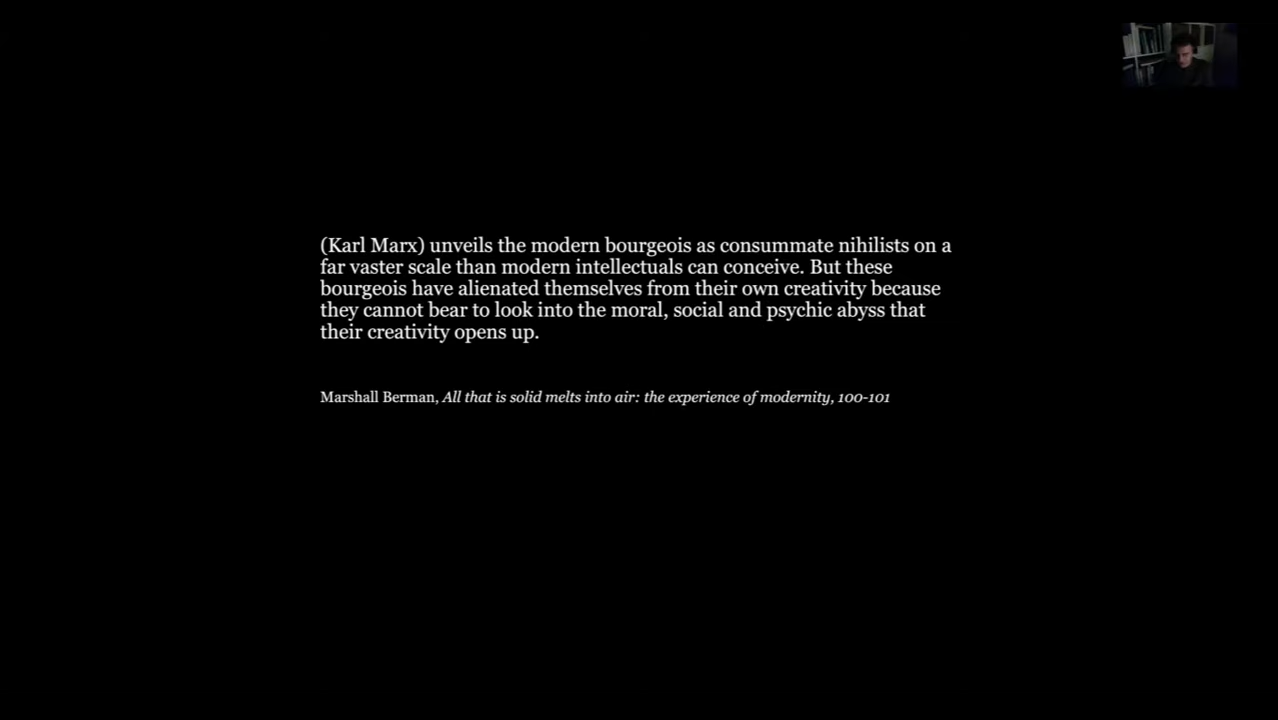 (Karl Marx) unveils the modern bourgeois as consummate nihilists on a
far vaster scale than modern intellectuals can conceive. But these
bourgeois have alienated themselves from their own creativity because
they cannot bear to look into the moral, social and psychic abyss that
their creativity opens up.
Marshall Berman, All that is solid melts into air: the experience of modernity, 100-101